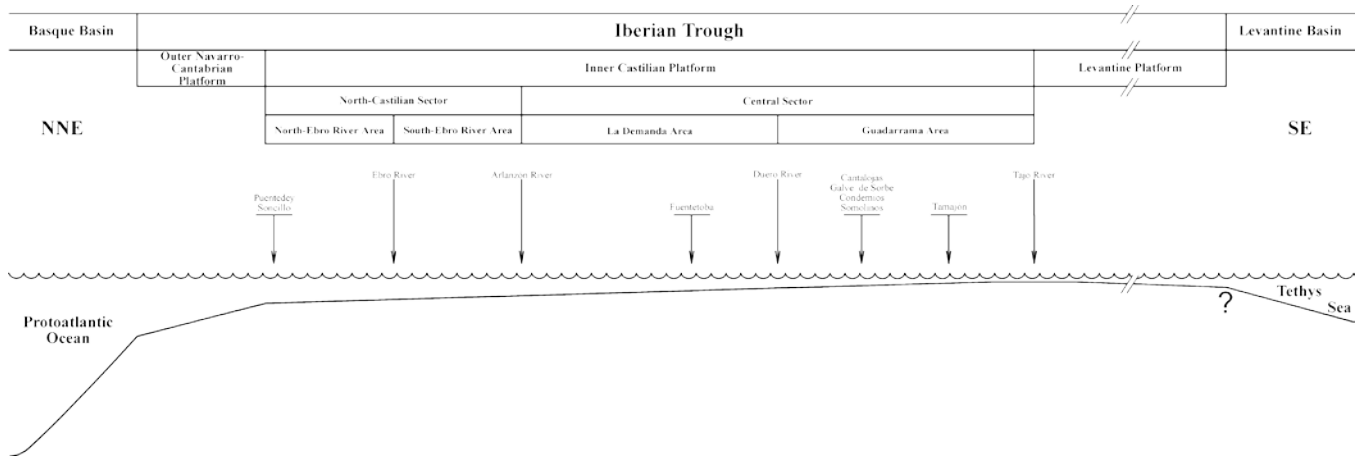 Basque Basin
Iberian Trough
Levantine Basin
Outer Navarro-
Cantabrian
Platform
Inner Castilian Platform
Levantine Platform
North-Castilian Sector
Central Sector
NNE
North-Ebro River Area
South-Ebro River Area
La Demanda Area
Guadarrama Area
SE
Puentedey
Soncillo
Ebro River
Arlanzon River
Fuentetoba
Duero River
Cantalojas
Galve de Sorbe
Condemios
Somolinos
Tamajon
Tajo River
Protoatlantic
Ocean
?
Tethys
Sea